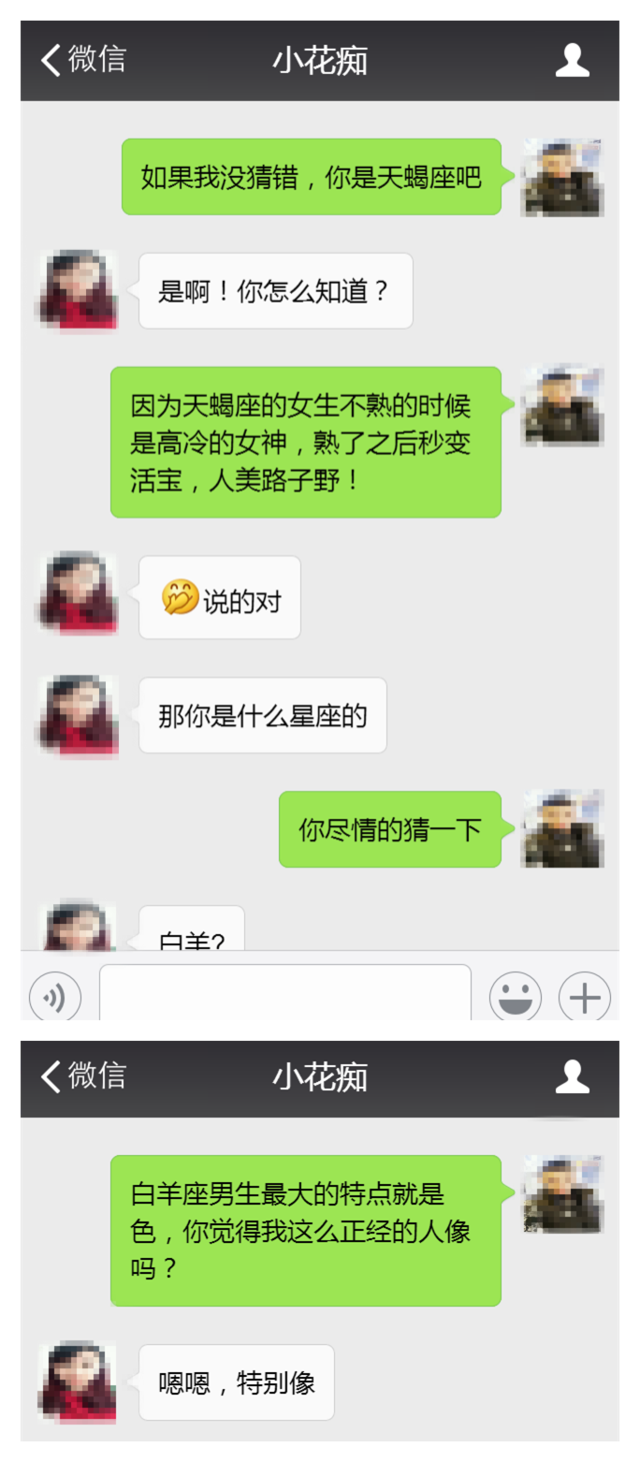 微信
小花痴
如果我没猜错，你是天蝎座吧
是啊！你怎么知道？
因为天蝎座的女生不熟的时候
是高冷的女神，熟了之后秒变
活宝，人美路子野！
🤭说的对
那你是什么星座的
你尽情的猜一下
白羊?
微信
小花痴
白羊座男生最大的特点就是
色，你觉得我这么正经的人像
吗？
嗯嗯，特别像